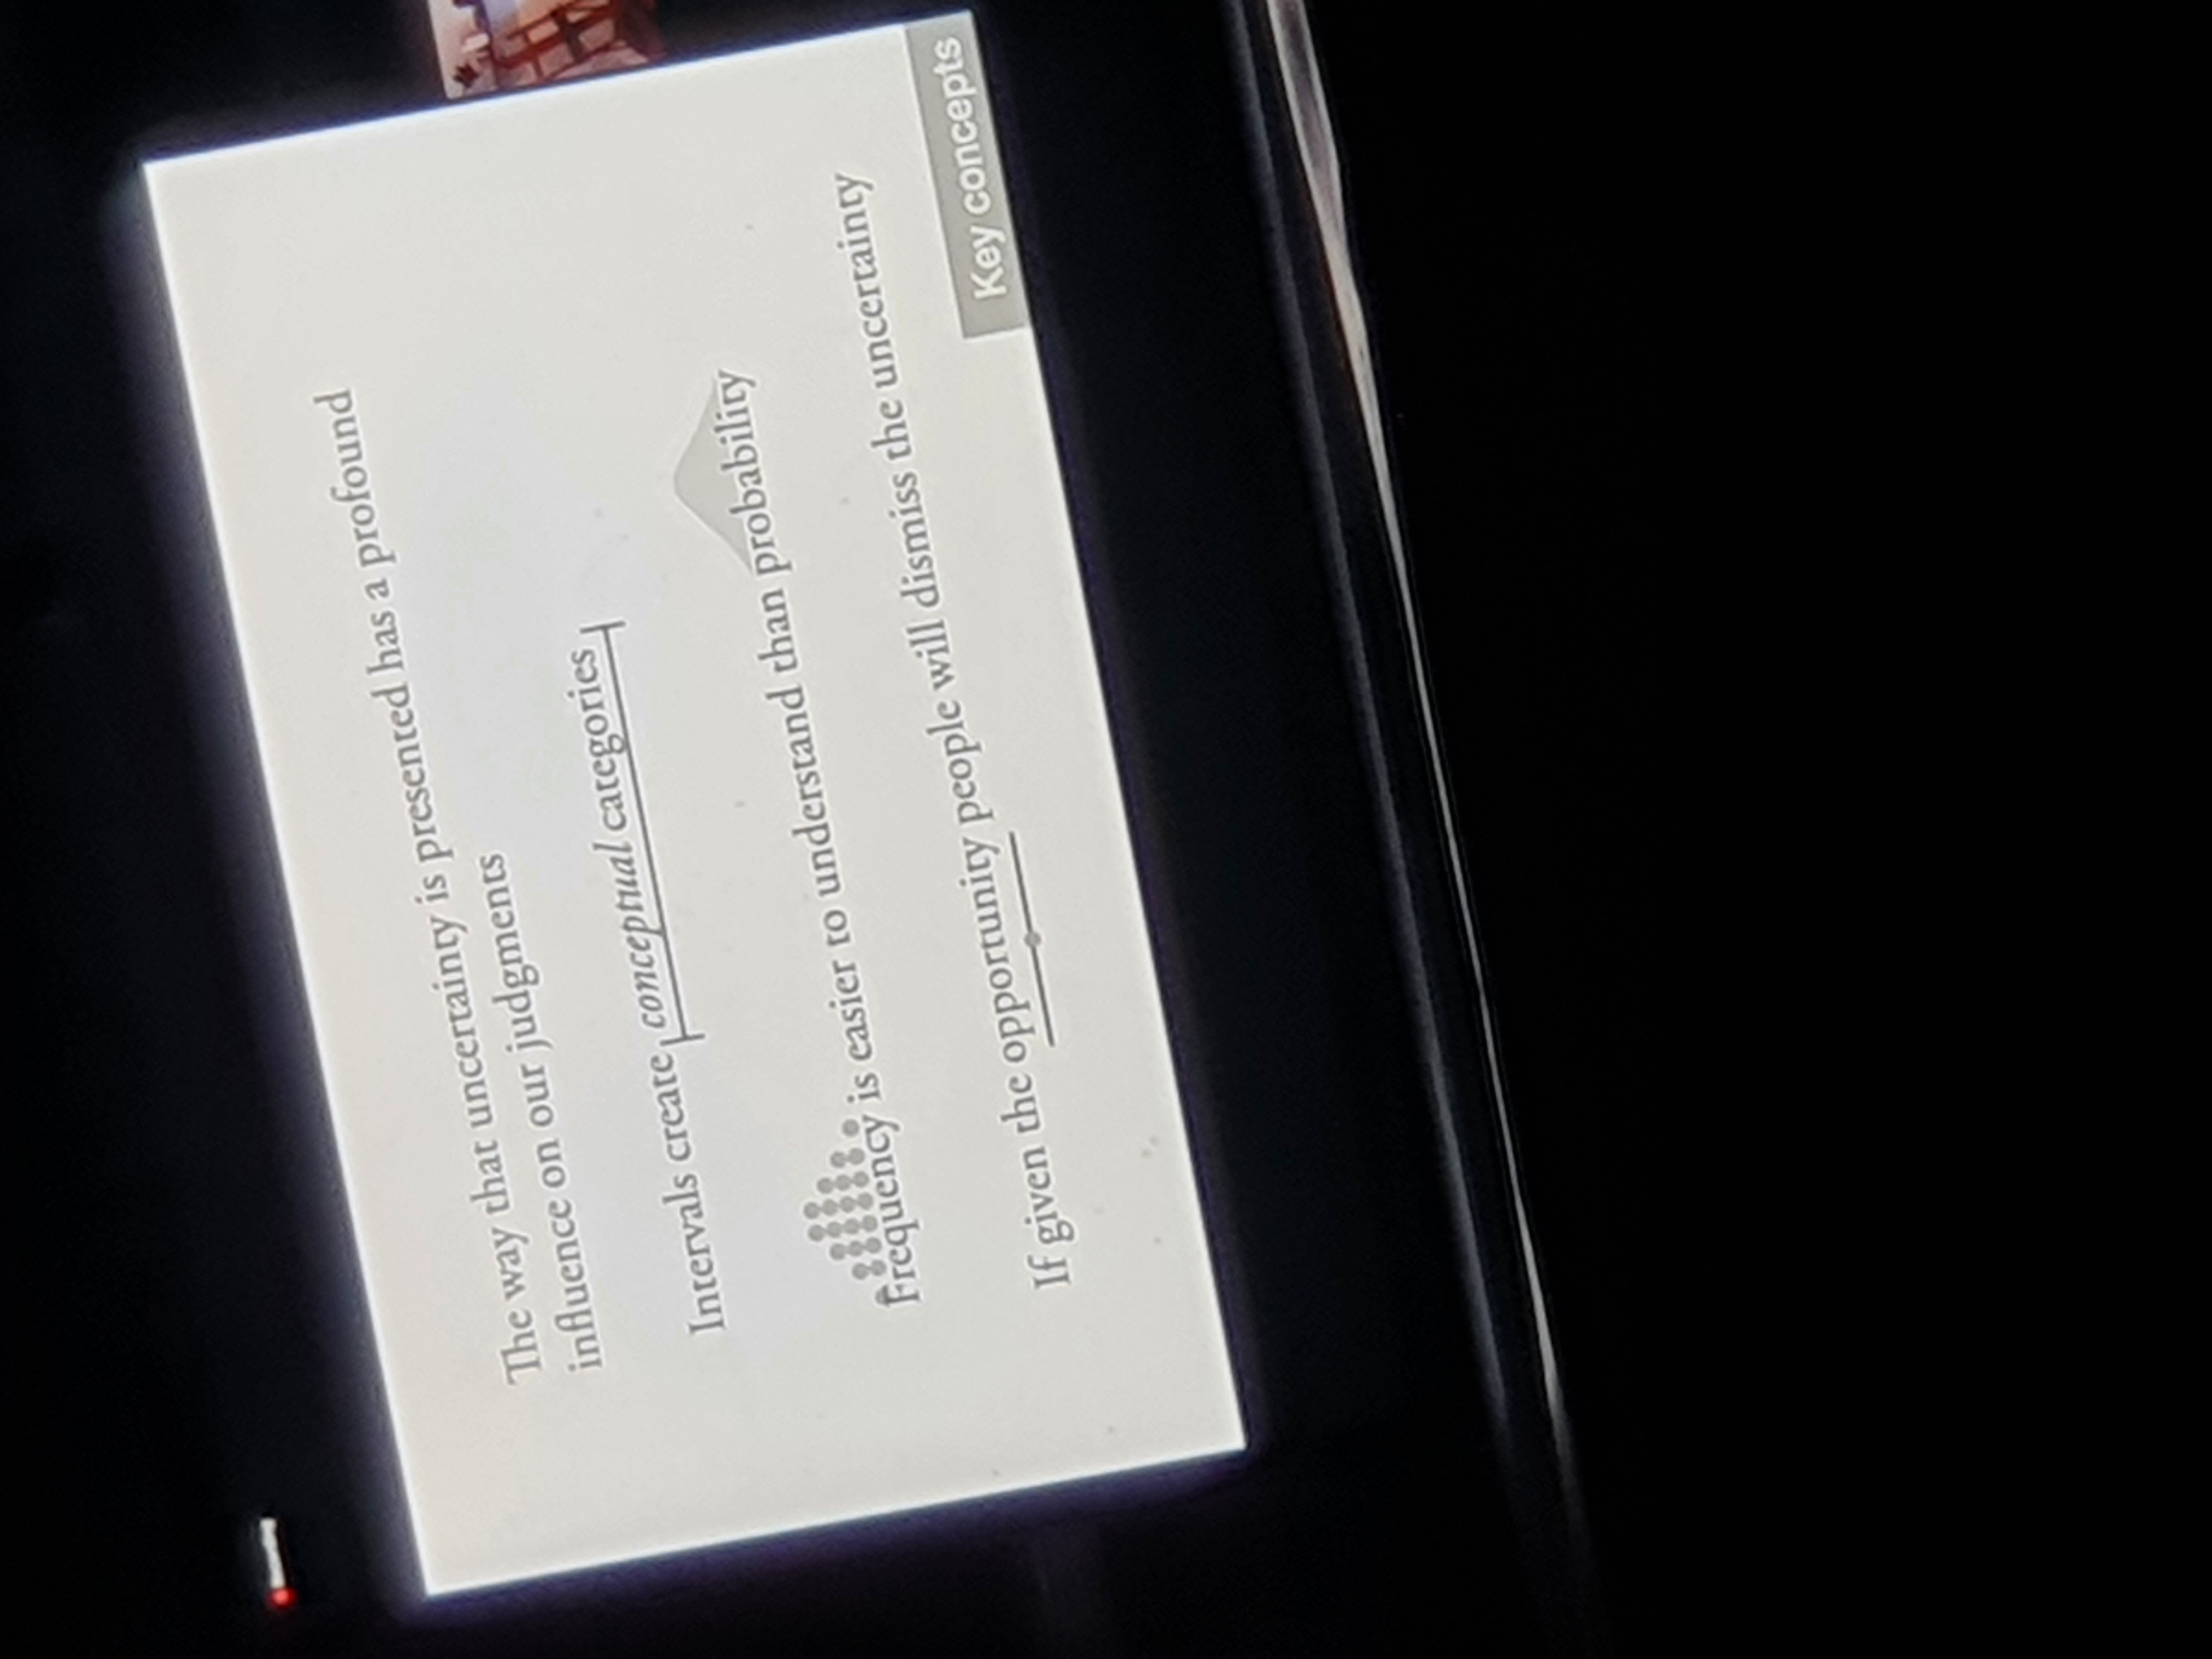 The way that uncertainty is presented has a profound
influence on our judgments
Intervals create conceptual categories
Frequency is easier to understand than probability
If given the opportunity people will dismiss the uncertainty
Key concepts